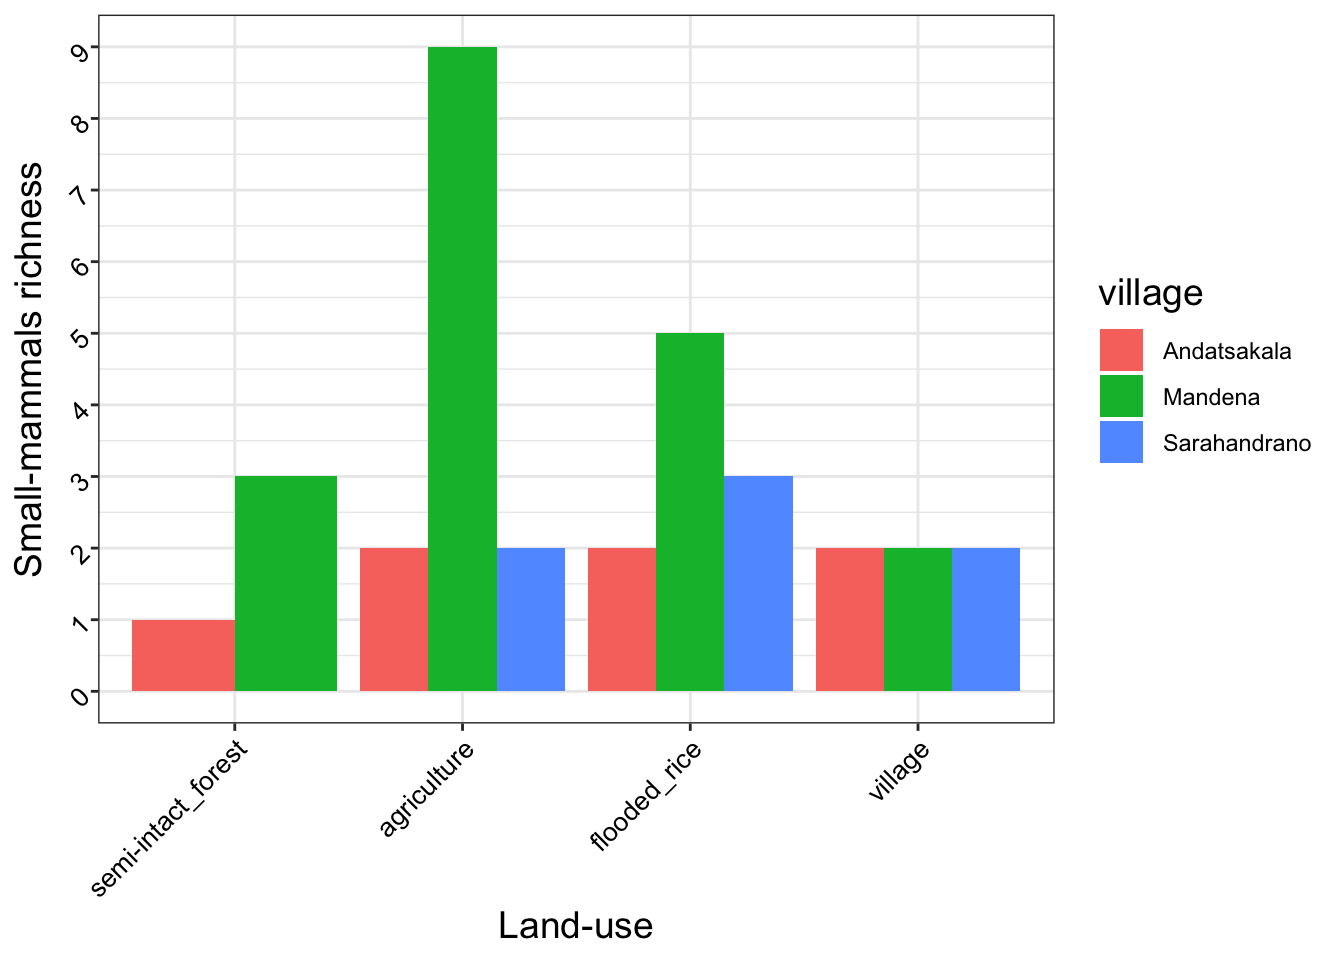 Small-mammals richness
9
8
7
6
5
4
3
2
1
0
semi-intact_forest
agriculture
flooded_rice
village
Land-use
village
Andatsakala
Mandena
Sarahandrano